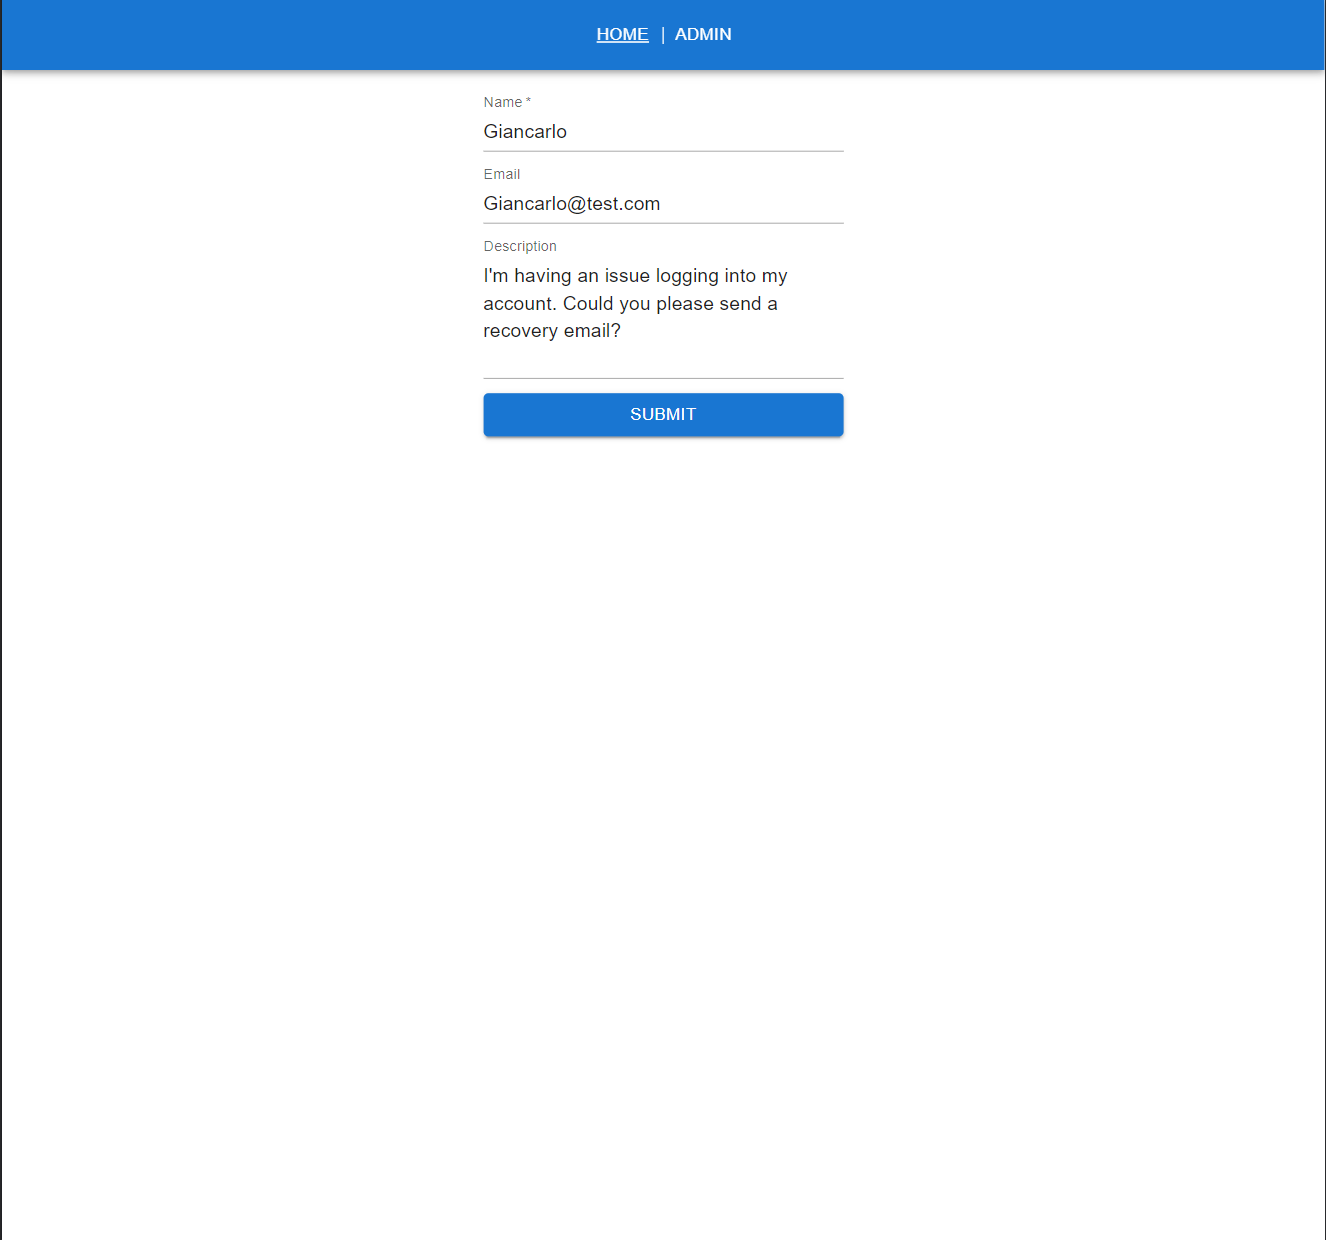 HOME | ADMIN
Name *
Giancarlo
Email
Giancarlo@test.com
Description
I'm having an issue logging into my
account. Could you please send a
recovery email?
SUBMIT